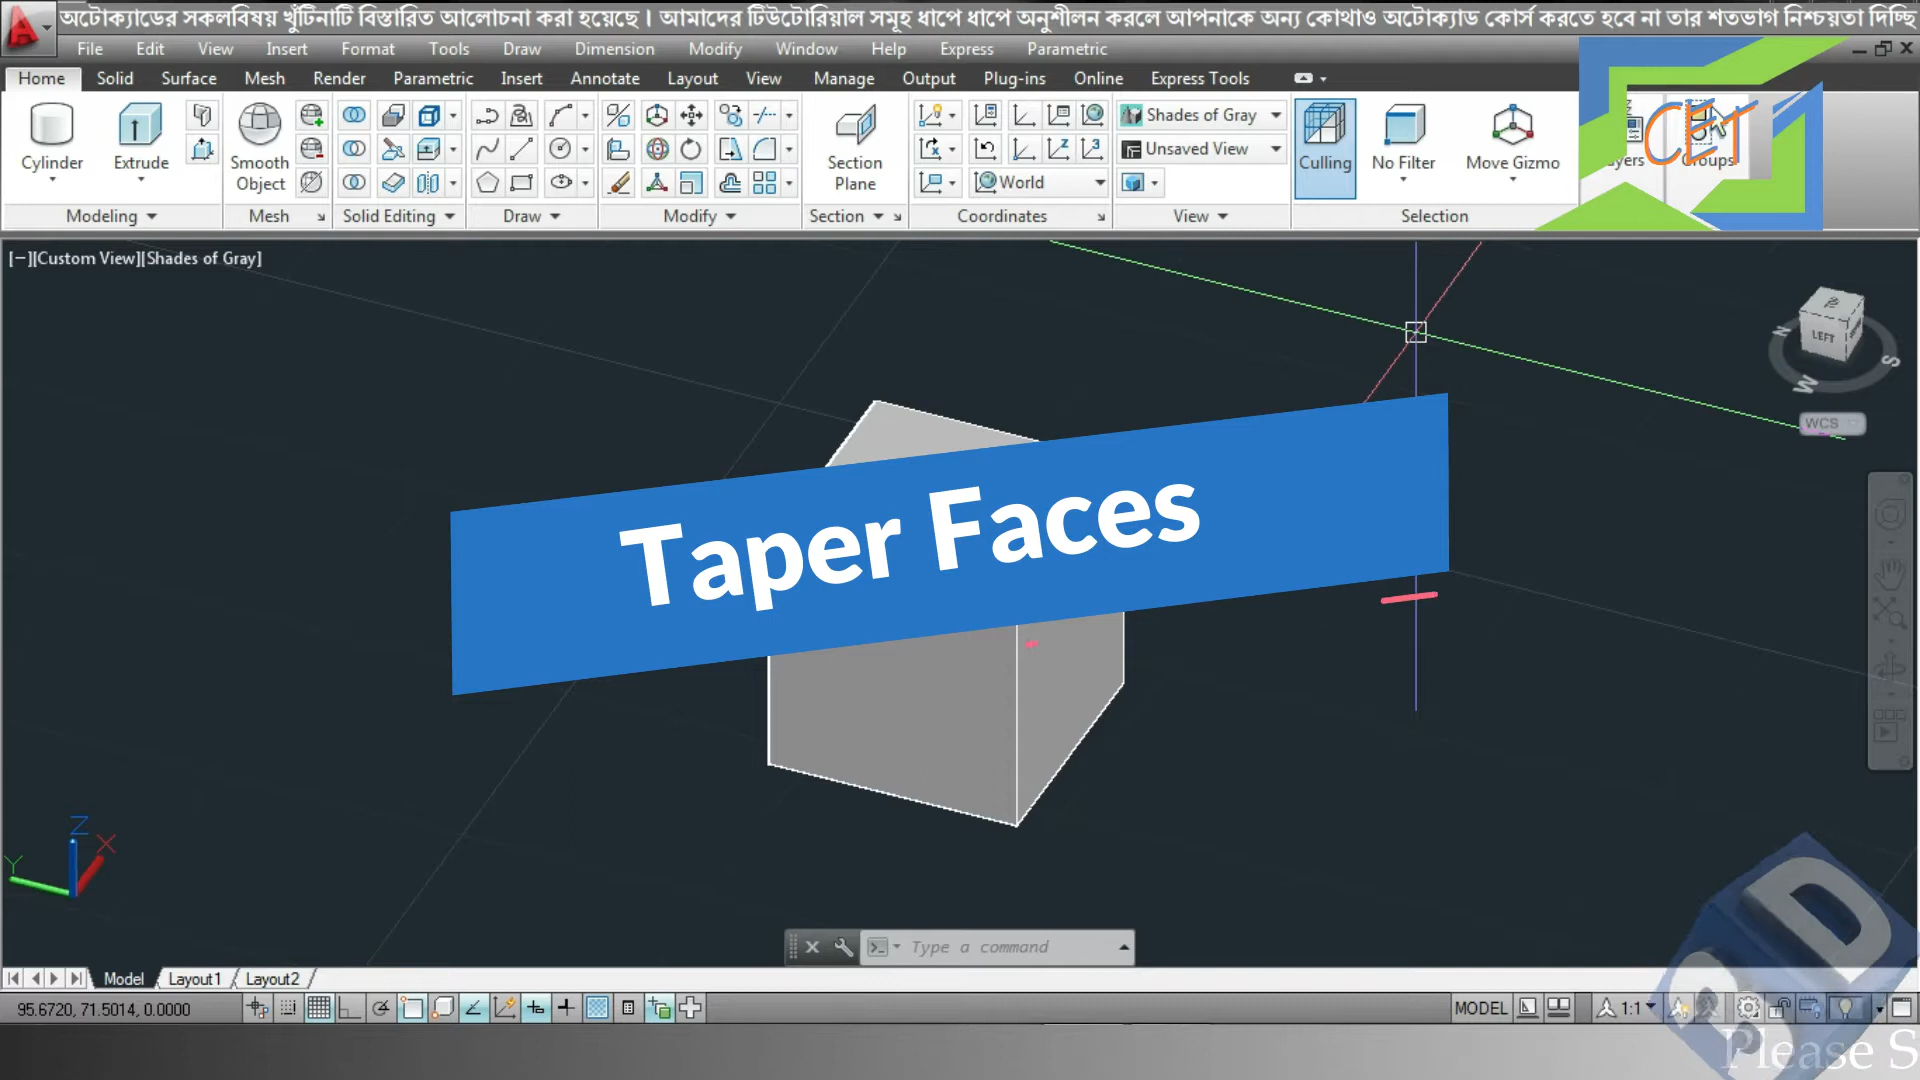 অটোক্যাডের সকলবিষয় খুঁটিনাটি বিস্তারিত আলোচনা করা হয়েছে। আমাদের টিউটোরিয়াল সমূহ ধাপে ধাপে অনুশীলন করলে আপনাকে অন্য কোথাও অটোক্যাড কোর্স করতে হবে না তার শতভাগ নিশ্চয়তা দিচ্ছি
File Edit View Insert Format Tools Draw Dimension Modify Window Help Express Parametric
Home Solid Surface Mesh Render Parametric Insert Annotate Layout View Manage Output Plug-ins Online Express Tools
Shades of Gray
Unsaved View
World
Cylinder Extrude Smooth Object Section Plane Culling No Filter Move Gizmo Groups
CET
Modeling Mesh Solid Editing Draw Modify Section Coordinates View Selection
[−][Custom View][Shades of Gray]
LEFT
N
S
W
WCS
Taper Faces
Z
X
Y
Type a command
Model Layout1 Layout2
95.6720, 71.5014, 0.0000
MODEL 1:1
D
Please S